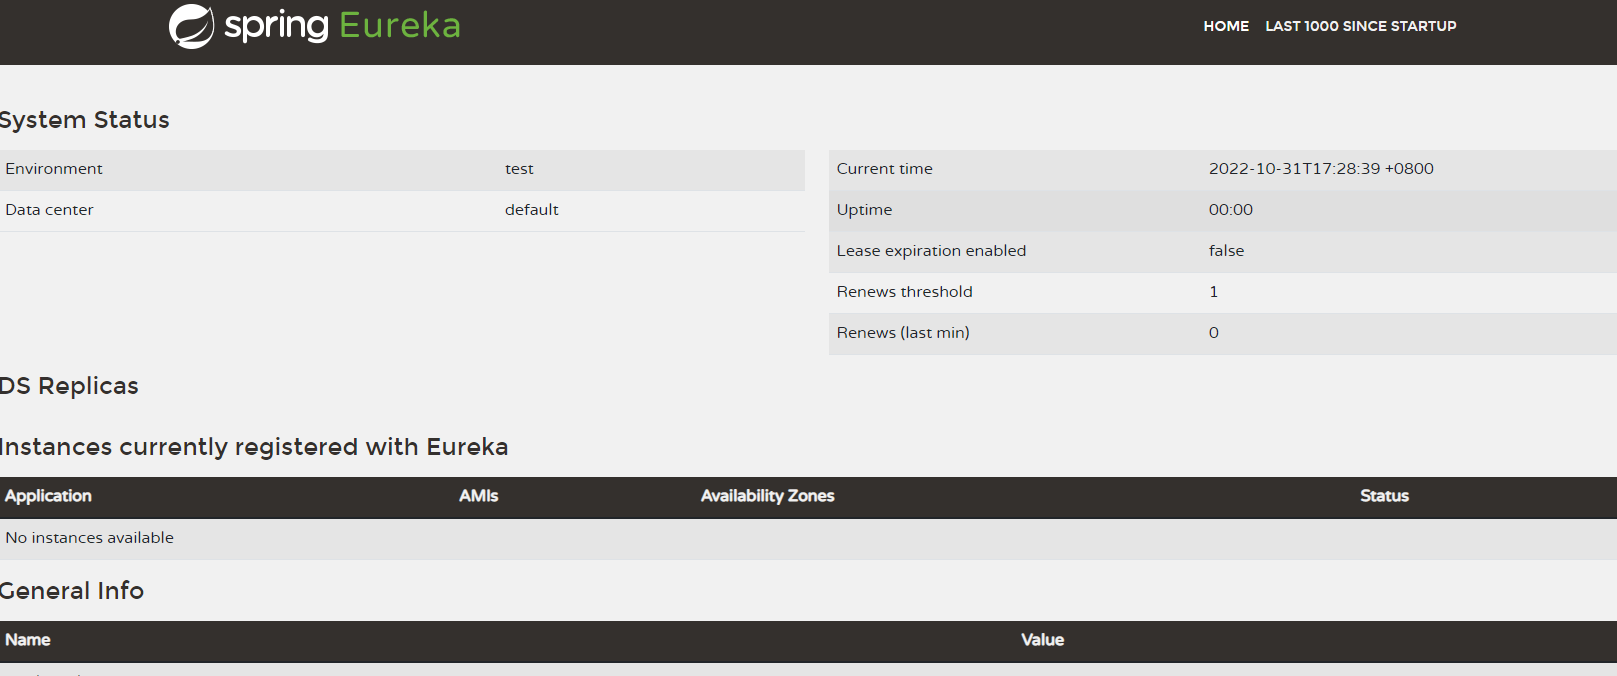 spring Eureka HOME LAST 1000 SINCE STARTUP
System Status
Environment test
Data center default
Current time 2022-10-31T17:28:39 +0800
Uptime 00:00
Lease expiration enabled false
Renews threshold 1
Renews (last min) 0
DS Replicas
Instances currently registered with Eureka
Application AMIs Availability Zones Status
No instances available
General Info
Name Value